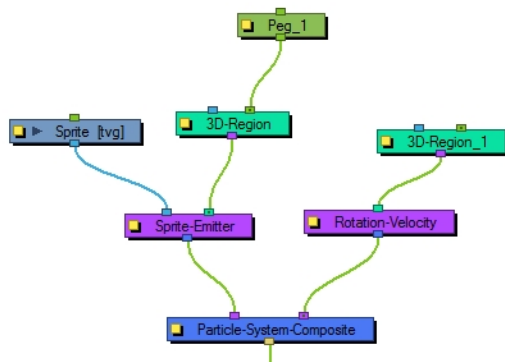 Peg_1
Sprite [tvg]
3D-Region
3D-Region_1
Sprite-Emitter
Rotation-Velocity
Particle-System-Composite